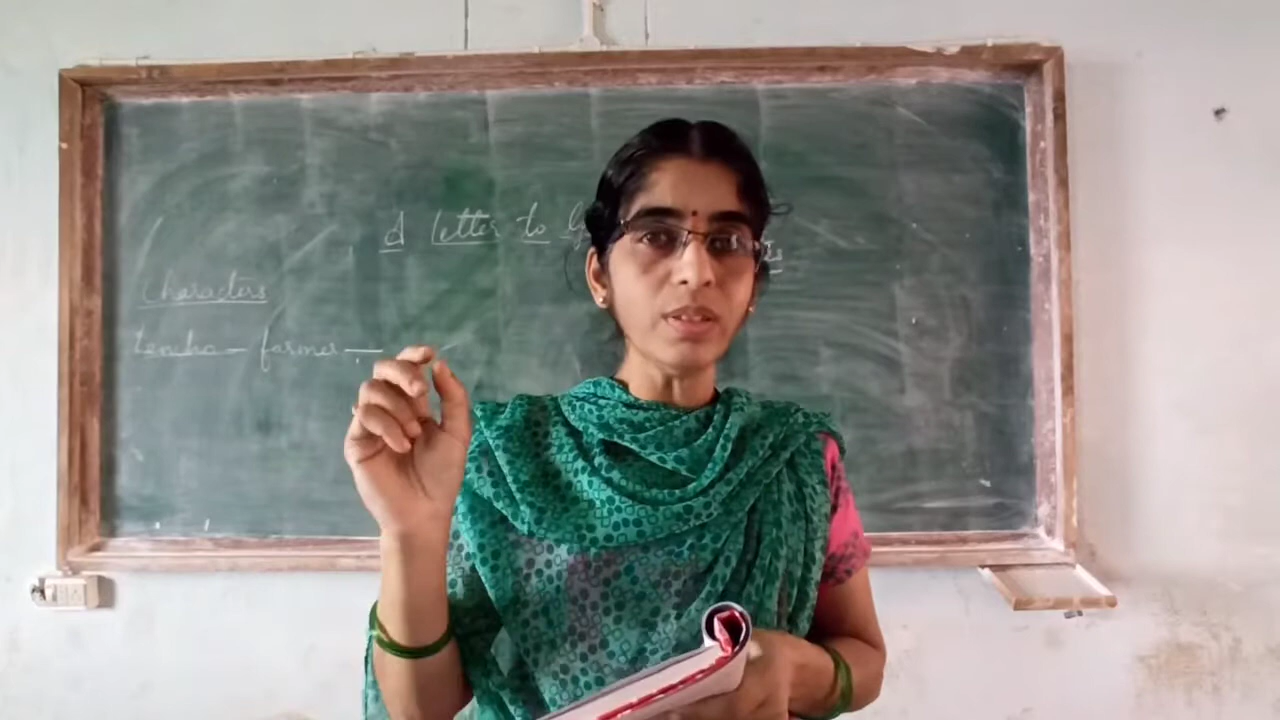 A Letter to G
Characters
Lencho - farmer -